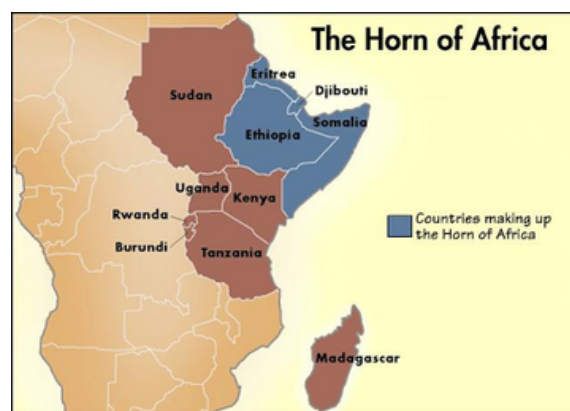 The Horn of Africa
Eritrea
Djibouti
Sudan
Somalia
Ethiopia
Uganda
Kenya
Rwanda
Countries making up
the Horn of Africa
Burundi
Tanzania
Madagascar